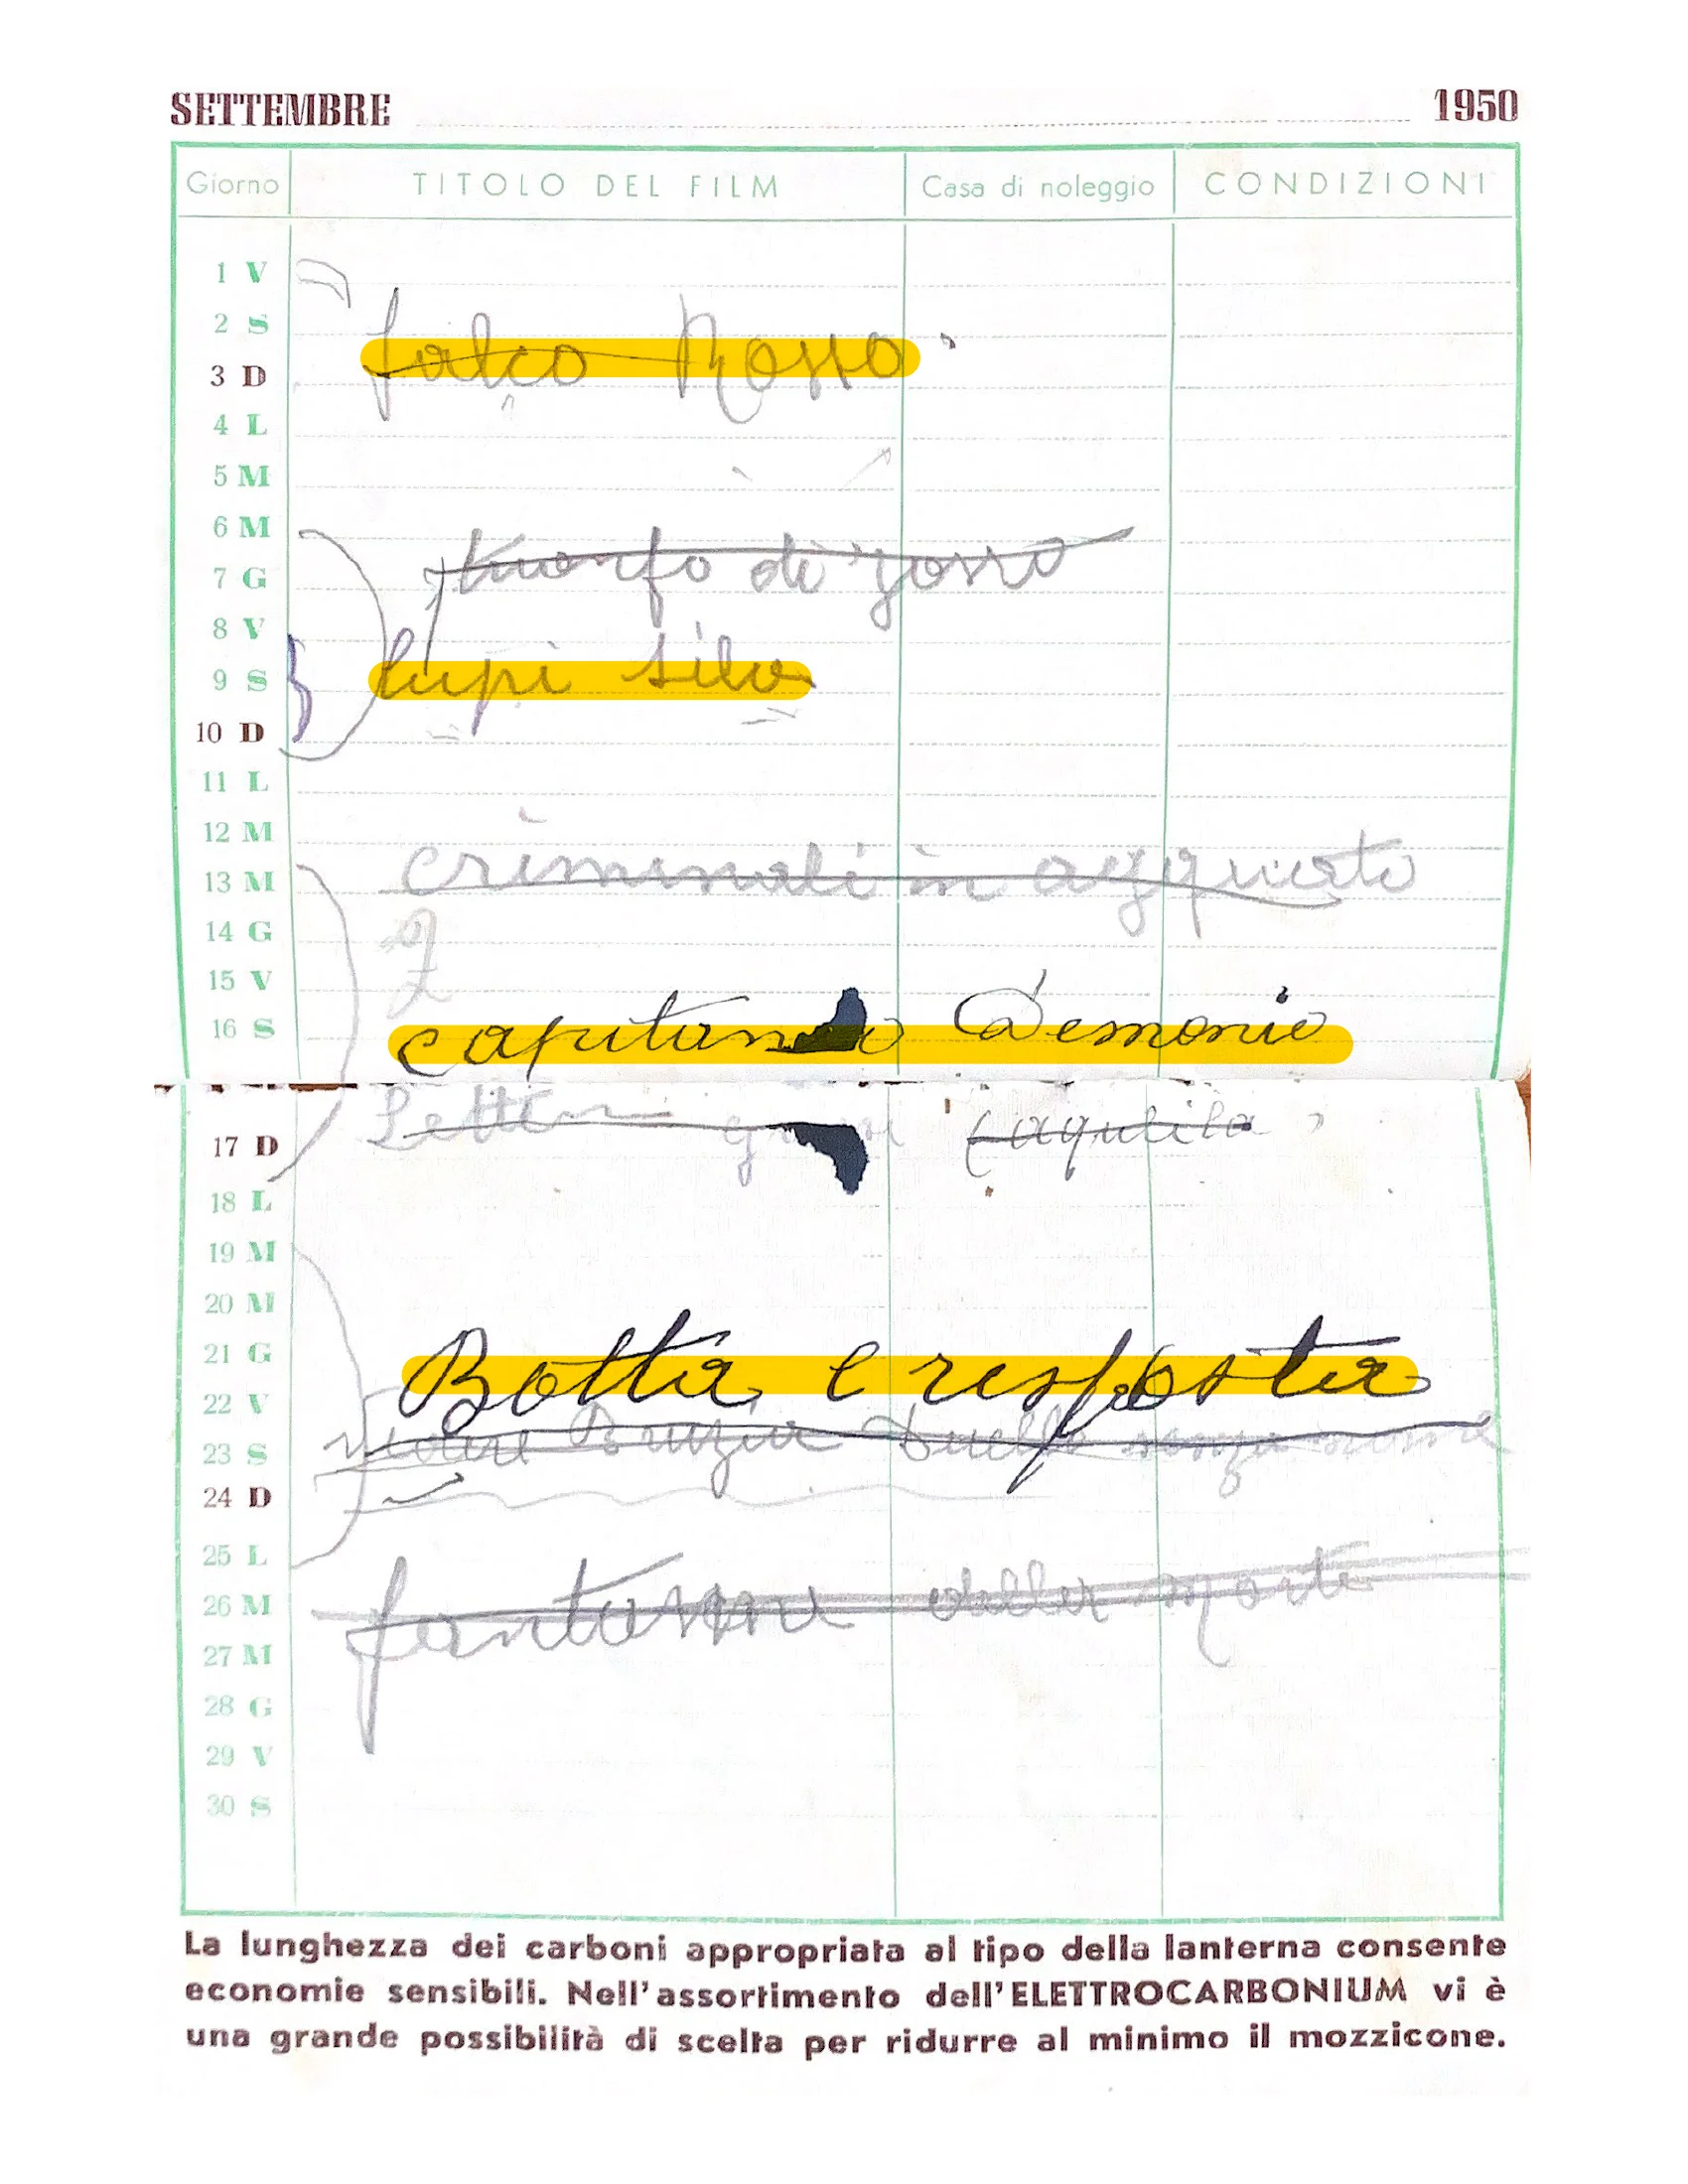 SETTEMBRE 1950
Giorno TITOLO DEL FILM Casa di noleggio CONDIZIONI
1 V
2 S
falco Rosso
3 D
4 L
5 M
6 M
trionfo di zorro
7 G
8 V
lupi
9 S
10 D
11 L
12 M
criminali in agguato
13 M
14 G
15 V
capitano Demonio
16 S
17 D
18 L
19 M
20 M
Botta e risposta
21 G
22 V
Duello senza
23 S
24 D
25 L
fantasma della morte
26 M
27 M
28 G
29 V
30 S
La lunghezza dei carboni appropriata al tipo della lanterna consente
economie sensibili. Nell'assortimento dell'ELETTROCARBONIUM vi è
una grande possibilità di scelta per ridurre al minimo il mozzicone.